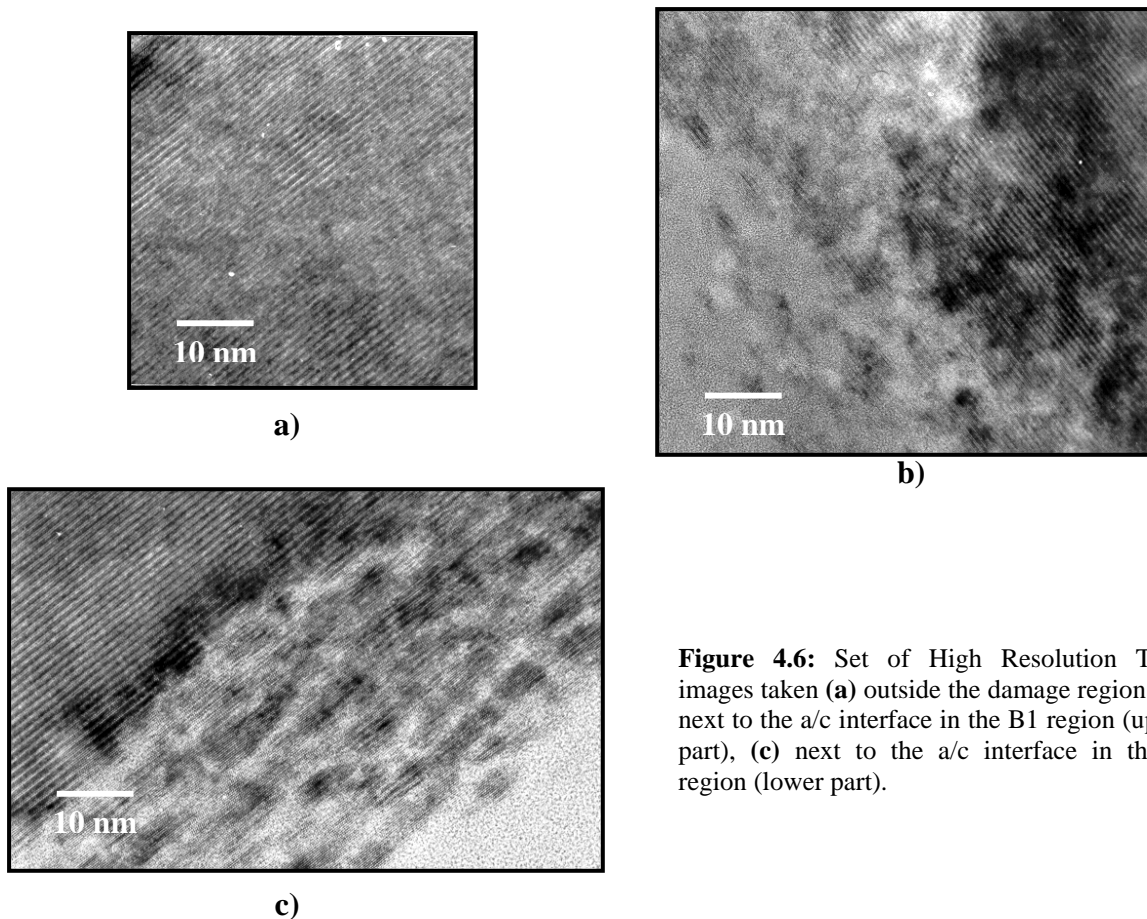 10 nm
a)
10 nm
b)
10 nm
c)
Figure 4.6: Set of High Resolution T
images taken (a) outside the damage region
next to the a/c interface in the B1 region (u
part), (c) next to the a/c interface in th
region (lower part).